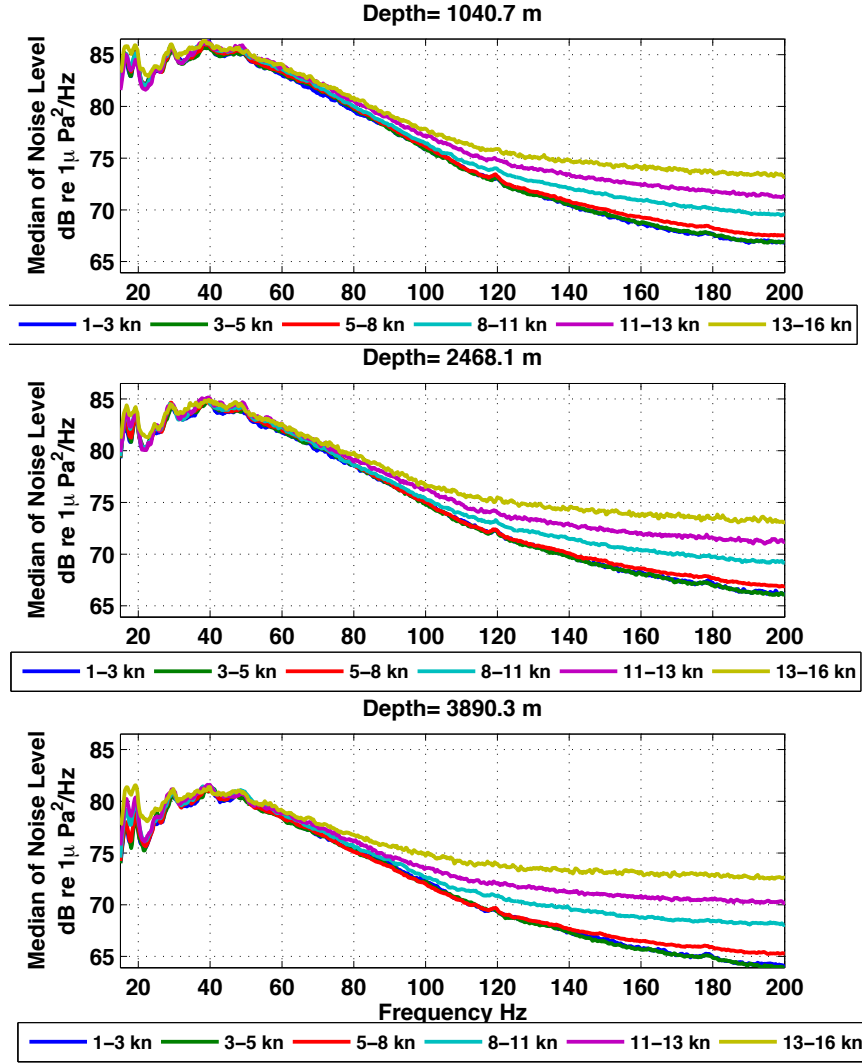 Depth= 1040.7 m
Median of Noise Level
dB re 1μ Pa²/Hz
85
80
75
70
65
20 40 60 80 100 120 140 160 180 200
1–3 kn 3–5 kn 5–8 kn 8–11 kn 11–13 kn 13–16 kn
Depth= 2468.1 m
Median of Noise Level
dB re 1μ Pa²/Hz
85
80
75
70
65
20 40 60 80 100 120 140 160 180 200
1–3 kn 3–5 kn 5–8 kn 8–11 kn 11–13 kn 13–16 kn
Depth= 3890.3 m
Median of Noise Level
dB re 1μ Pa²/Hz
85
80
75
70
65
20 40 60 80 100 120 140 160 180 200
Frequency Hz
1–3 kn 3–5 kn 5–8 kn 8–11 kn 11–13 kn 13–16 kn